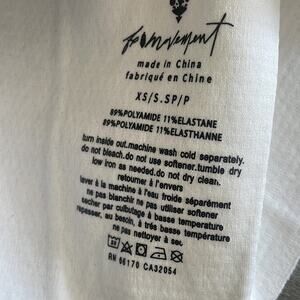 fp movement
made in China
fabriqué en Chine
XS/S.SP/P
89%POLYAMIDE 11%ELASTANE
89%POLYAMIDE 11%ELASTHANNE
turn inside out.machine wash cold separately.
do not bleach.do not use softener.tumble dry
low iron as needed.do not dry clean.
retourner à l'envers
laver à la machine à l'eau froide séparément
ne pas blanchir ne pas utiliser softener
sécher par culbutage à basse température
repasser, au besoin, à très basse température
ne pas nettoyer à sec.
RN 66170 CA32054